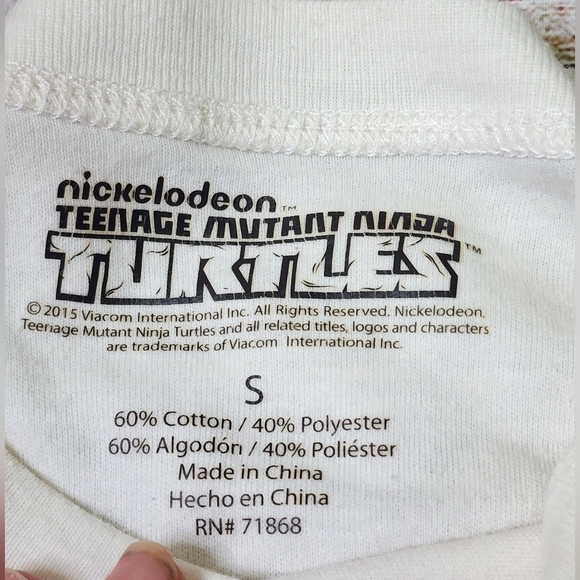 nickelodeon™
TEENAGE MUTANT NINJA
TURTLES™
© 2015 Viacom International Inc. All Rights Reserved. Nickelodeon,
Teenage Mutant Ninja Turtles and all related titles, logos and characters
are trademarks of Viacom International Inc.
S
60% Cotton / 40% Polyester
60% Algodón / 40% Poliéster
Made in China
Hecho en China
RN# 71868